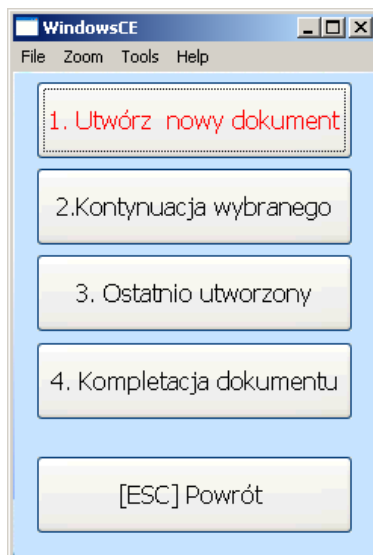 WindowsCE
File Zoom Tools Help
1. Utwórz nowy dokument
2.Kontynuacja wybranego
3. Ostatnio utworzony
4. Kompletacja dokumentu
[ESC] Powrót